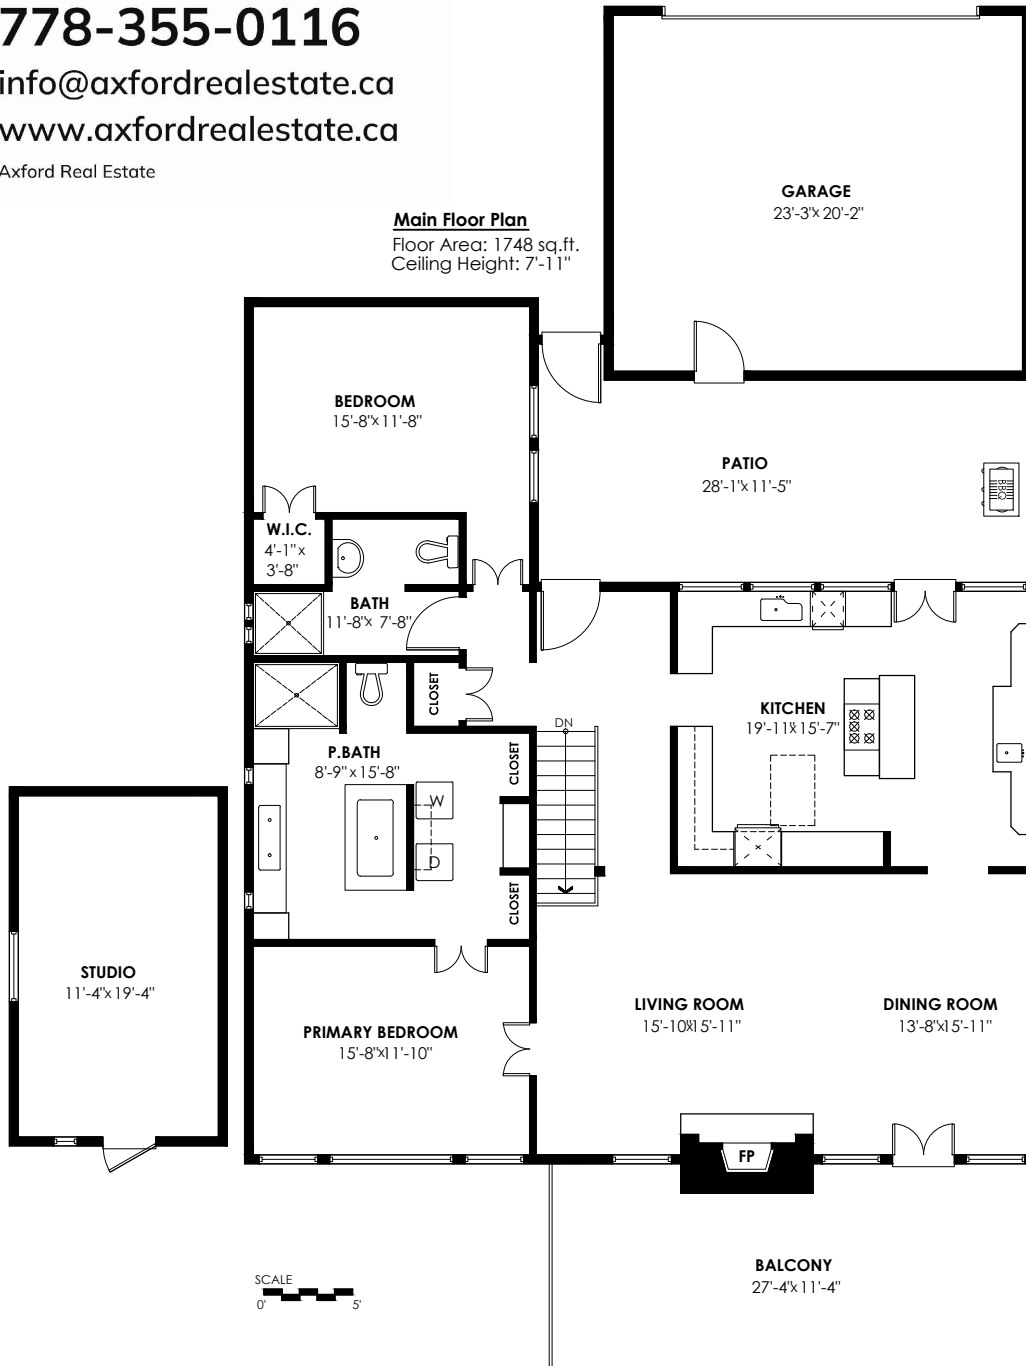 778-355-0116
info@axfordrealestate.ca
www.axfordrealestate.ca
Axford Real Estate
Main Floor Plan
Floor Area: 1748 sq.ft.
Ceiling Height: 7'-11"
GARAGE
23'-3"x 20'-2"
BEDROOM
15'-8"x 11'-8"
PATIO
28'-1"x 11'-5"
BBQ
W.I.C.
4'-1" x
3'-8"
BATH
11'-8"x 7'-8"
CLOSET
KITCHEN
19'-11"x 15'-7"
DN
P.BATH
8'-9" x 15'-8"
CLOSET
W
D
CLOSET
STUDIO
11'-4"x 19'-4"
PRIMARY BEDROOM
15'-8"x11'-10"
LIVING ROOM
15'-10"x15'-11"
DINING ROOM
13'-8"x15'-11"
FP
BALCONY
27'-4"x 11'-4"
SCALE
0' 5'